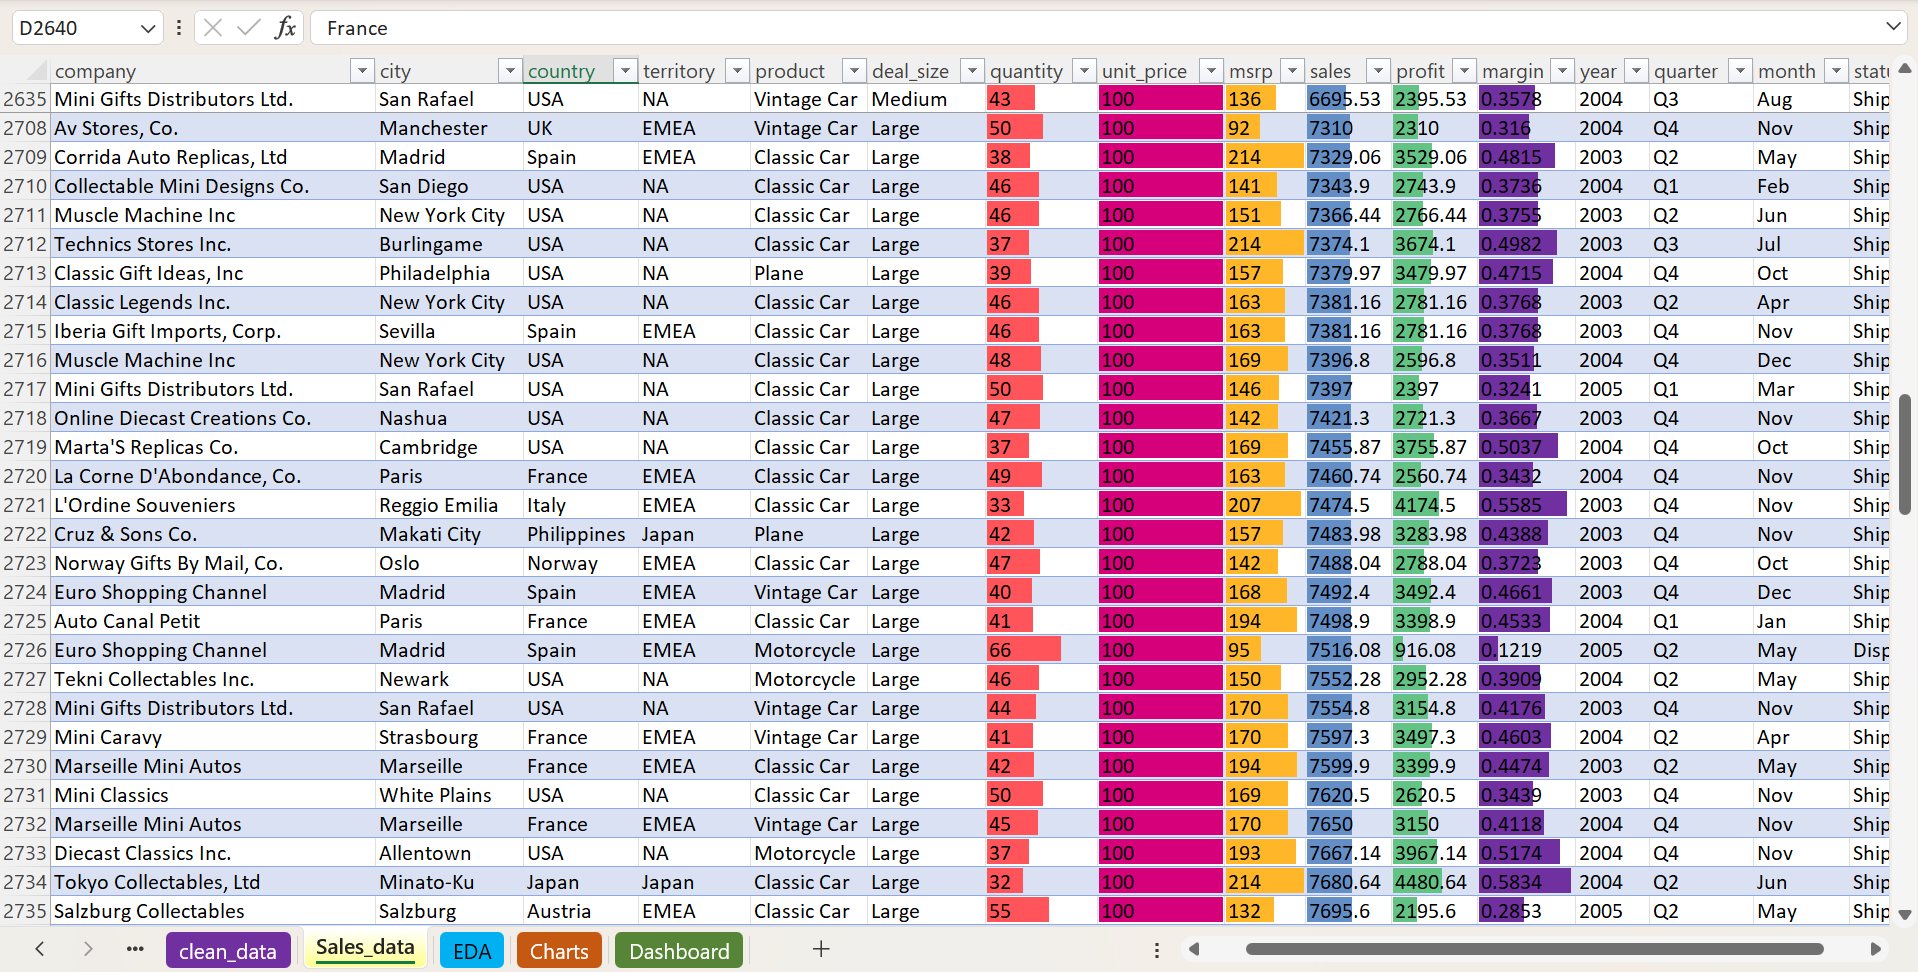 D2640 fx France
company city country territory product deal_size quantity unit_price msrp sales profit margin year quarter month statu
2635 Mini Gifts Distributors Ltd. San Rafael USA NA Vintage Car Medium 43 100 136 6695.53 2395.53 0.3578 2004 Q3 Aug Ship
2708 Av Stores, Co. Manchester UK EMEA Vintage Car Large 50 100 92 7310 2310 0.316 2004 Q4 Nov Ship
2709 Corrida Auto Replicas, Ltd Madrid Spain EMEA Classic Car Large 38 100 214 7329.06 3529.06 0.4815 2003 Q2 May Ship
2710 Collectable Mini Designs Co. San Diego USA NA Classic Car Large 46 100 141 7343.9 2743.9 0.3736 2004 Q1 Feb Ship
2711 Muscle Machine Inc New York City USA NA Classic Car Large 46 100 151 7366.44 2766.44 0.3755 2003 Q2 Jun Ship
2712 Technics Stores Inc. Burlingame USA NA Classic Car Large 37 100 214 7374.1 3674.1 0.4982 2003 Q3 Jul Ship
2713 Classic Gift Ideas, Inc Philadelphia USA NA Plane Large 39 100 157 7379.97 3479.97 0.4715 2004 Q4 Oct Ship
2714 Classic Legends Inc. New York City USA NA Classic Car Large 46 100 163 7381.16 2781.16 0.3768 2003 Q2 Apr Ship
2715 Iberia Gift Imports, Corp. Sevilla Spain EMEA Classic Car Large 46 100 163 7381.16 2781.16 0.3768 2003 Q4 Nov Ship
2716 Muscle Machine Inc New York City USA NA Classic Car Large 48 100 169 7396.8 2596.8 0.3511 2004 Q4 Dec Ship
2717 Mini Gifts Distributors Ltd. San Rafael USA NA Classic Car Large 50 100 146 7397 2397 0.3241 2005 Q1 Mar Ship
2718 Online Diecast Creations Co. Nashua USA NA Classic Car Large 47 100 142 7421.3 2721.3 0.3667 2003 Q4 Nov Ship
2719 Marta'S Replicas Co. Cambridge USA NA Classic Car Large 37 100 169 7455.87 3755.87 0.5037 2004 Q4 Oct Ship
2720 La Corne D'Abondance, Co. Paris France EMEA Classic Car Large 49 100 163 7460.74 2560.74 0.3432 2004 Q4 Nov Ship
2721 L'Ordine Souveniers Reggio Emilia Italy EMEA Classic Car Large 33 100 207 7474.5 4174.5 0.5585 2003 Q4 Nov Ship
2722 Cruz & Sons Co. Makati City Philippines Japan Plane Large 42 100 157 7483.98 3283.98 0.4388 2003 Q4 Nov Ship
2723 Norway Gifts By Mail, Co. Oslo Norway EMEA Classic Car Large 47 100 142 7488.04 2788.04 0.3723 2003 Q4 Oct Ship
2724 Euro Shopping Channel Madrid Spain EMEA Vintage Car Large 40 100 168 7492.4 3492.4 0.4661 2003 Q4 Dec Ship
2725 Auto Canal Petit Paris France EMEA Classic Car Large 41 100 194 7498.9 3398.9 0.4533 2004 Q1 Jan Ship
2726 Euro Shopping Channel Madrid Spain EMEA Motorcycle Large 66 100 95 7516.08 916.08 0.1219 2005 Q2 May Disp
2727 Tekni Collectables Inc. Newark USA NA Motorcycle Large 46 100 150 7552.28 2952.28 0.3909 2004 Q2 May Ship
2728 Mini Gifts Distributors Ltd. San Rafael USA NA Vintage Car Large 44 100 170 7554.8 3154.8 0.4176 2003 Q4 Nov Ship
2729 Mini Caravy Strasbourg France EMEA Vintage Car Large 41 100 170 7597.3 3497.3 0.4603 2004 Q2 Apr Ship
2730 Marseille Mini Autos Marseille France EMEA Classic Car Large 42 100 194 7599.9 3399.9 0.4474 2003 Q2 May Ship
2731 Mini Classics White Plains USA NA Classic Car Large 50 100 169 7620.5 2620.5 0.3439 2003 Q4 Nov Ship
2732 Marseille Mini Autos Marseille France EMEA Vintage Car Large 45 100 170 7650 3150 0.4118 2004 Q4 Nov Ship
2733 Diecast Classics Inc. Allentown USA NA Motorcycle Large 37 100 193 7667.14 3967.14 0.5174 2004 Q4 Nov Ship
2734 Tokyo Collectables, Ltd Minato-Ku Japan Japan Classic Car Large 32 100 214 7680.64 4480.64 0.5834 2004 Q2 Jun Ship
2735 Salzburg Collectables Salzburg Austria EMEA Classic Car Large 55 100 132 7695.6 2195.6 0.2853 2005 Q2 May Ship
clean_data Sales_data EDA Charts Dashboard